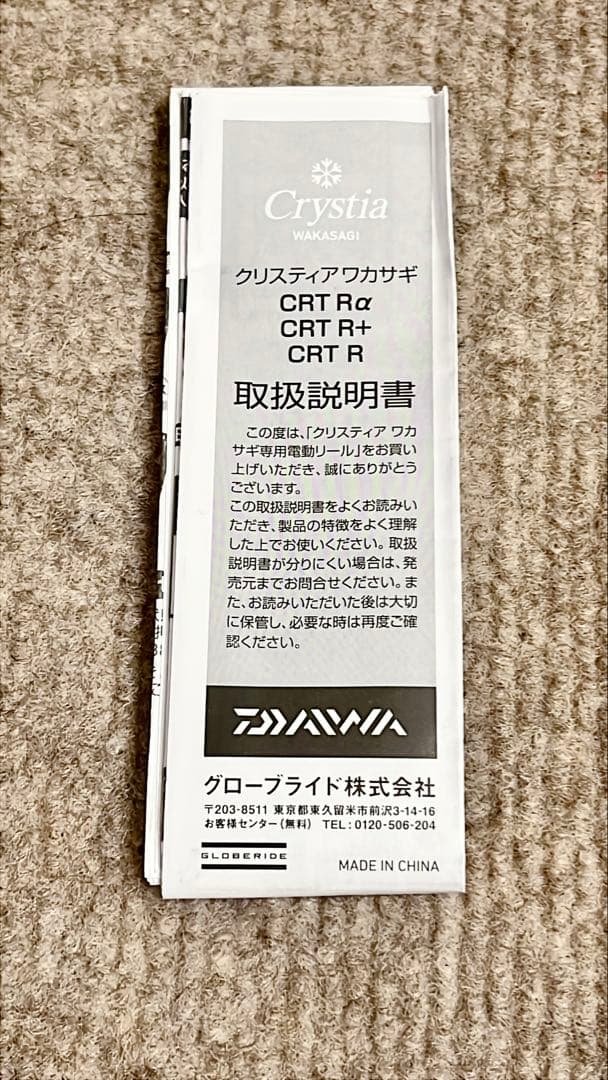 Crystia
WAKASAGI
クリスティア ワカサギ
CRT Rα
CRT R+
CRT R
取扱説明書
この度は、「クリスティア ワカ
サギ専用電動リール」をお買い
上げいただき、誠にありがとう
ございます。
この取扱説明書をよくお読みい
ただき、製品の特徴をよく理解
した上でお使いください。取扱
説明書が分りにくい場合は、発
売元までお問合せください。ま
た、お読みいただいた後は大切
に保管し、必要な時は再度ご確
認ください。
DAIWA
グローブライド株式会社
〒203-8511 東京都東久留米市前沢3-14-16
お客様センター(無料) TEL:0120-506-204
GLOBERIDE
MADE IN CHINA